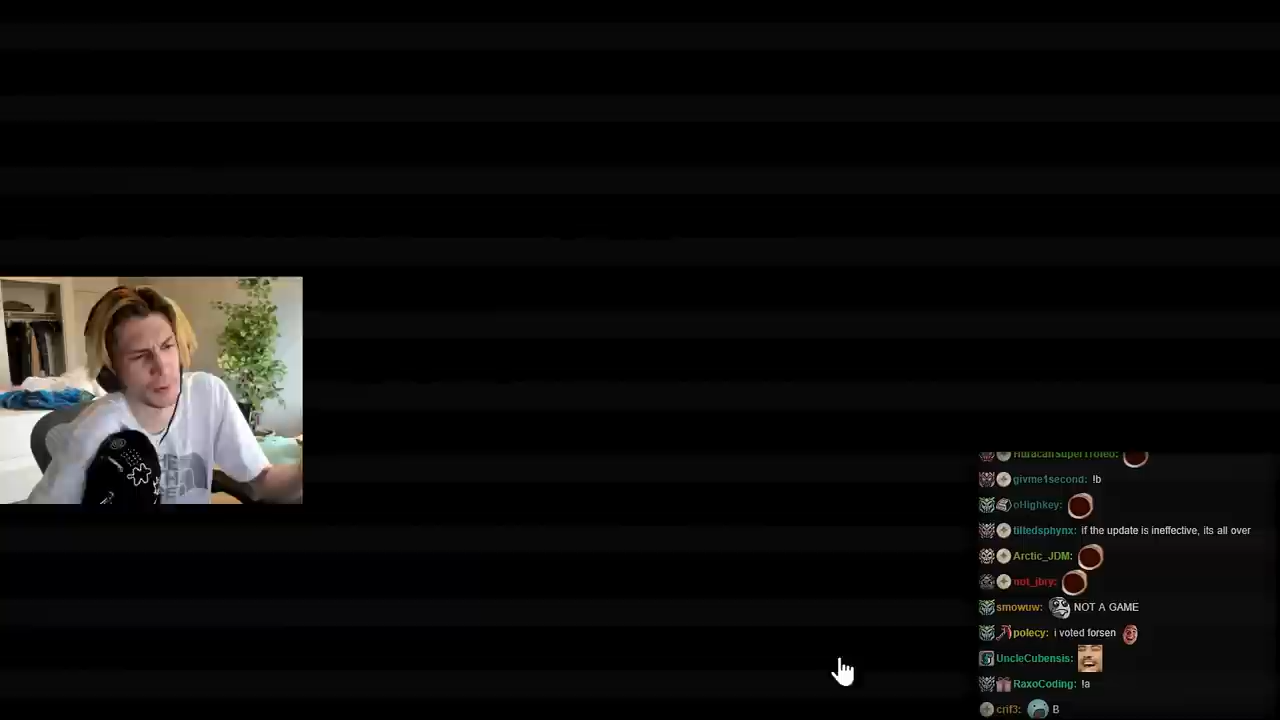 HuracanSuperTrofeo:
givme1second: !b
oHighkey:
tiltedsphynx: if the update is ineffective, its all over
Arctic_JDM:
not_jbry:
smowuw: NOT A GAME
polecy: i voted forsen
UncleCubensis:
RaxoCoding: !a
crif3: B